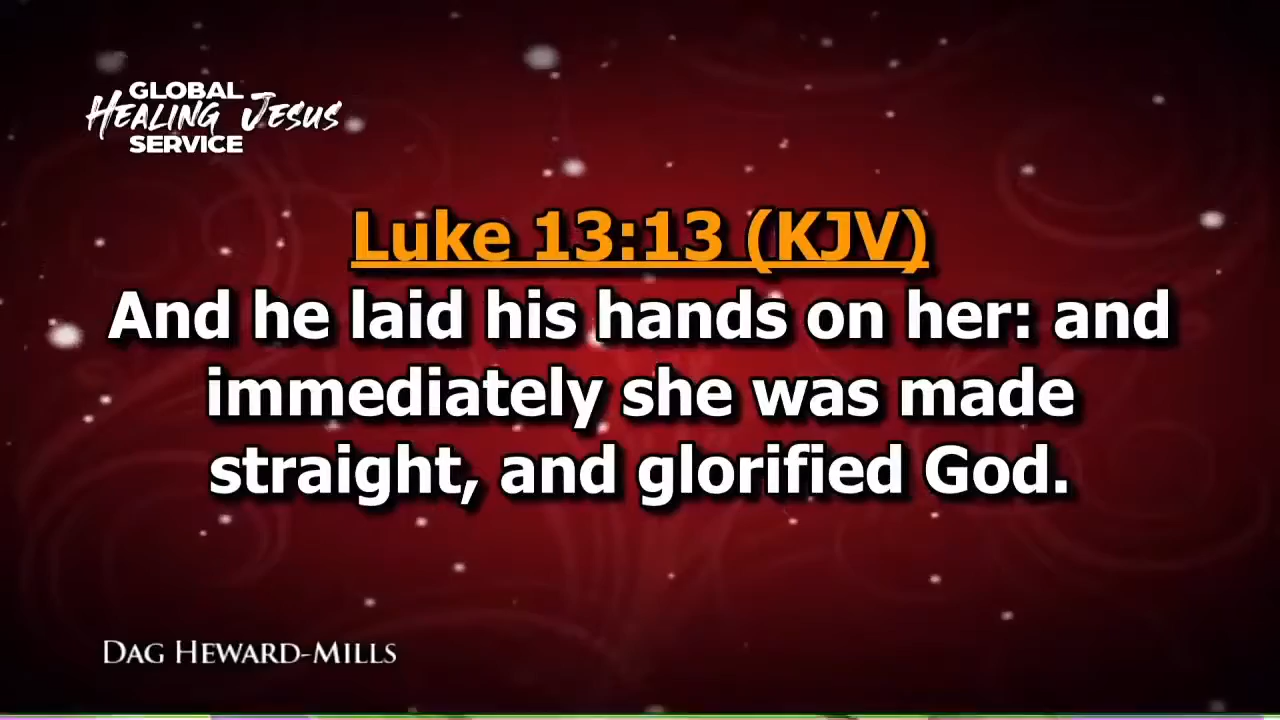 GLOBAL
HEALING JESUS
SERVICE
Luke 13:13 (KJV)
And he laid his hands on her: and
immediately she was made
straight, and glorified God.
DAG HEWARD-MILLS